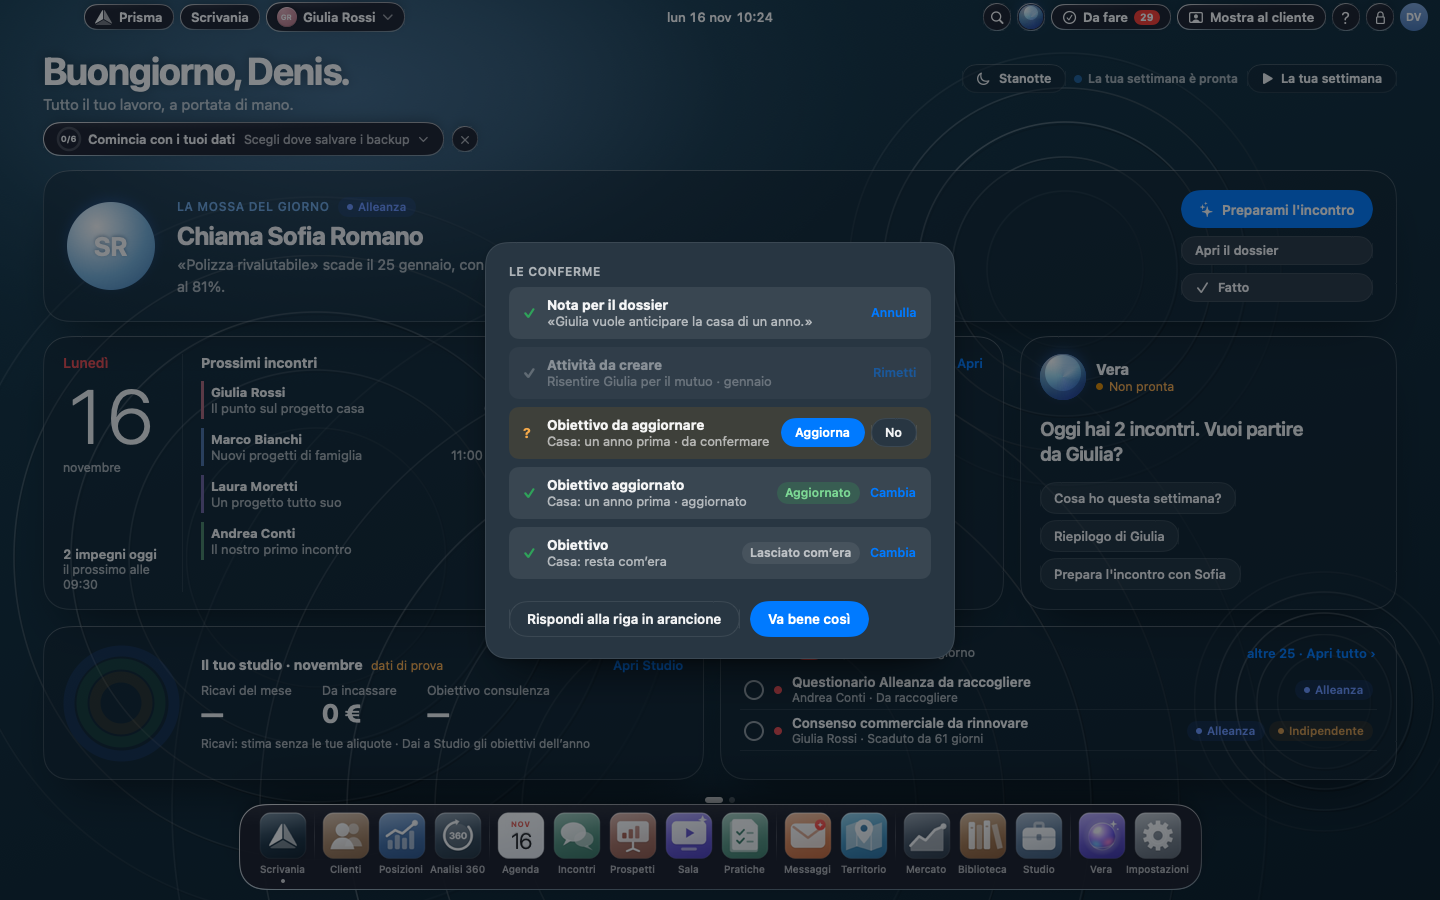 Prisma
Scrivania
GR Giulia Rossi
lun 16 nov 10:24
Da fare 29
Mostra al cliente
?
DV
Buongiorno, Denis.
Tutto il tuo lavoro, a portata di mano.
Stanotte
La tua settimana è pronta
La tua settimana
0/6 Comincia con i tuoi dati Scegli dove salvare i backup
SR
LA MOSSA DEL GIORNO
Alleanza
Chiama Sofia Romano
«Polizza rivalutabile» scade il 25 gennaio, con
al 81%.
Preparami l'incontro
Apri il dossier
Fatto
LE CONFERME
Nota per il dossier
«Giulia vuole anticipare la casa di un anno.»
Annulla
Attività da creare
Risentire Giulia per il mutuo · gennaio
Rimetti
?
Obiettivo da aggiornare
Casa: un anno prima · da confermare
Aggiorna
No
Obiettivo aggiornato
Casa: un anno prima · aggiornato
Aggiornato
Cambia
Obiettivo
Casa: resta com'era
Lasciato com'era
Cambia
Rispondi alla riga in arancione
Va bene così
Lunedì
16
novembre
2 impegni oggi
il prossimo alle
09:30
Prossimi incontri
Giulia Rossi
Il punto sul progetto casa
Marco Bianchi
Nuovi progetti di famiglia
11:00
Laura Moretti
Un progetto tutto suo
Andrea Conti
Il nostro primo incontro
Apri
Vera
Non pronta
Oggi hai 2 incontri. Vuoi partire
da Giulia?
Cosa ho questa settimana?
Riepilogo di Giulia
Prepara l'incontro con Sofia
Il tuo studio · novembre dati di prova
Apri Studio
Ricavi del mese
—
Da incassare
0 €
Obiettivo consulenza
—
Ricavi: stima senza le tue aliquote · Dai a Studio gli obiettivi dell'anno
altre 25 · Apri tutto ›
Questionario Alleanza da raccogliere
Andrea Conti · Da raccogliere
Alleanza
Consenso commerciale da rinnovare
Giulia Rossi · Scaduto da 61 giorni
Alleanza
Indipendente
360
NOV
16
Scrivania
Clienti
Posizioni
Analisi 360
Agenda
Incontri
Prospetti
Sala
Pratiche
Messaggi
Territorio
Mercato
Biblioteca
Studio
Vera
Impostazioni